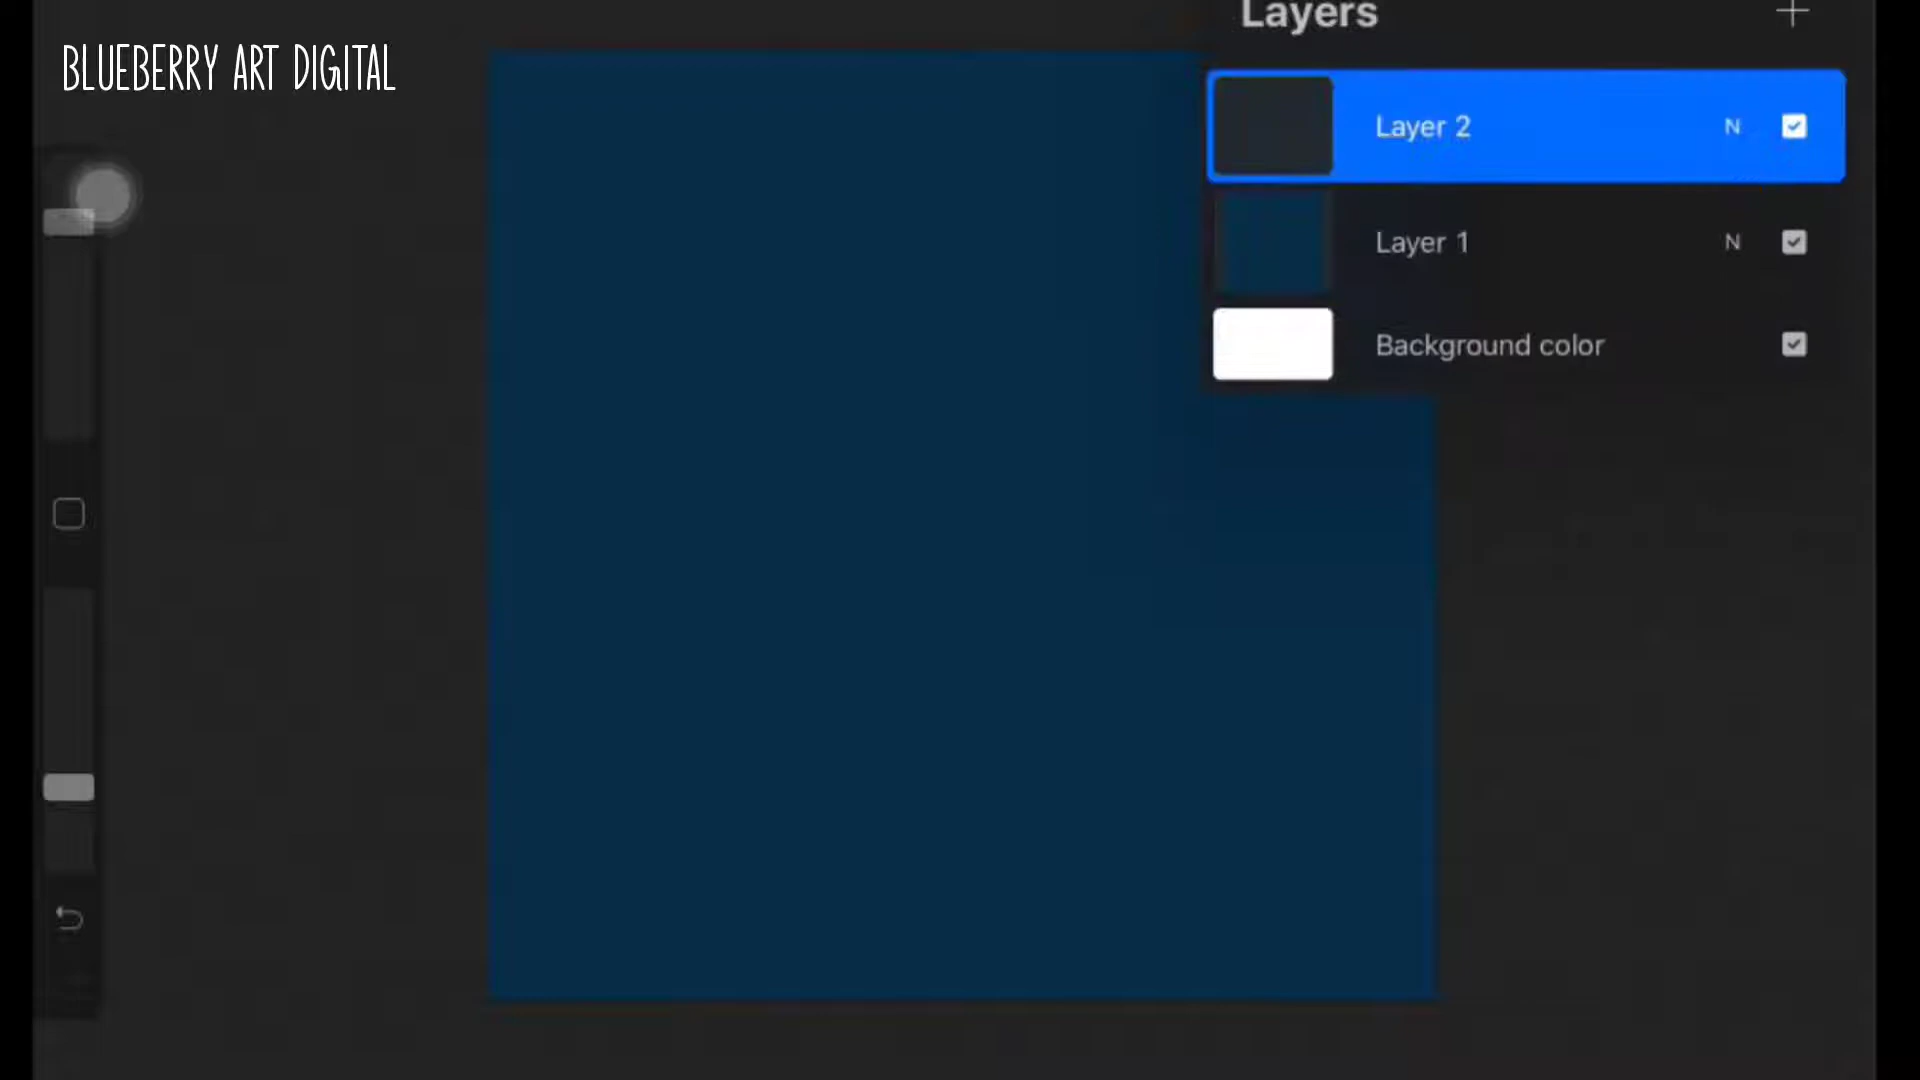 BLUEBERRY ART DIGITAL
Layers
Layer 2 N
Layer 1 N
Background color